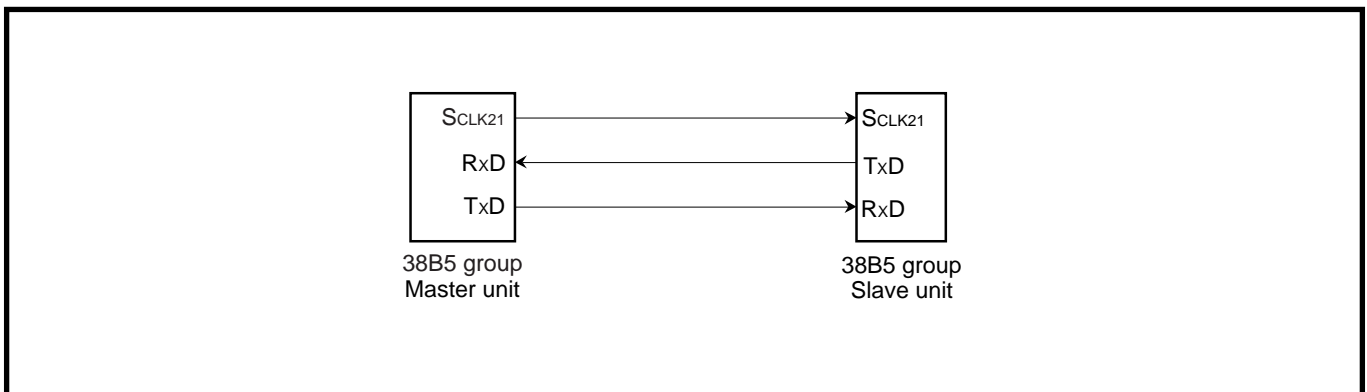 SCLK21
RXD
TXD
38B5 group
Master unit
SCLK21
TXD
RXD
38B5 group
Slave unit